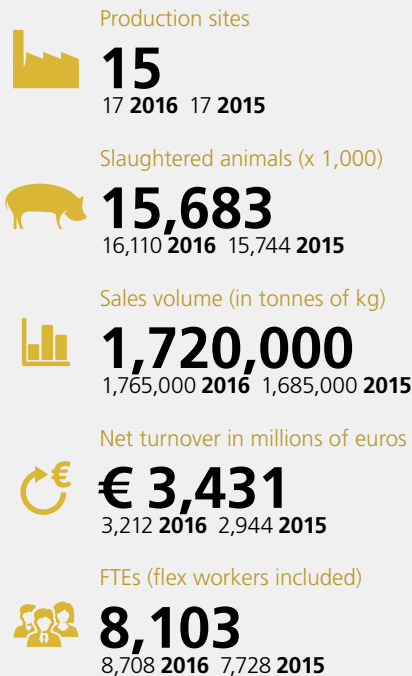 Production sites
15
17 2016 17 2015
Slaughtered animals (x 1,000)
15,683
16,110 2016 15,744 2015
Sales volume (in tonnes of kg)
1,720,000
1,765,000 2016 1,685,000 2015
Net turnover in millions of euros
€
€ 3,431
3,212 2016 2,944 2015
FTEs (flex workers included)
8,103
8,708 2016 7,728 2015